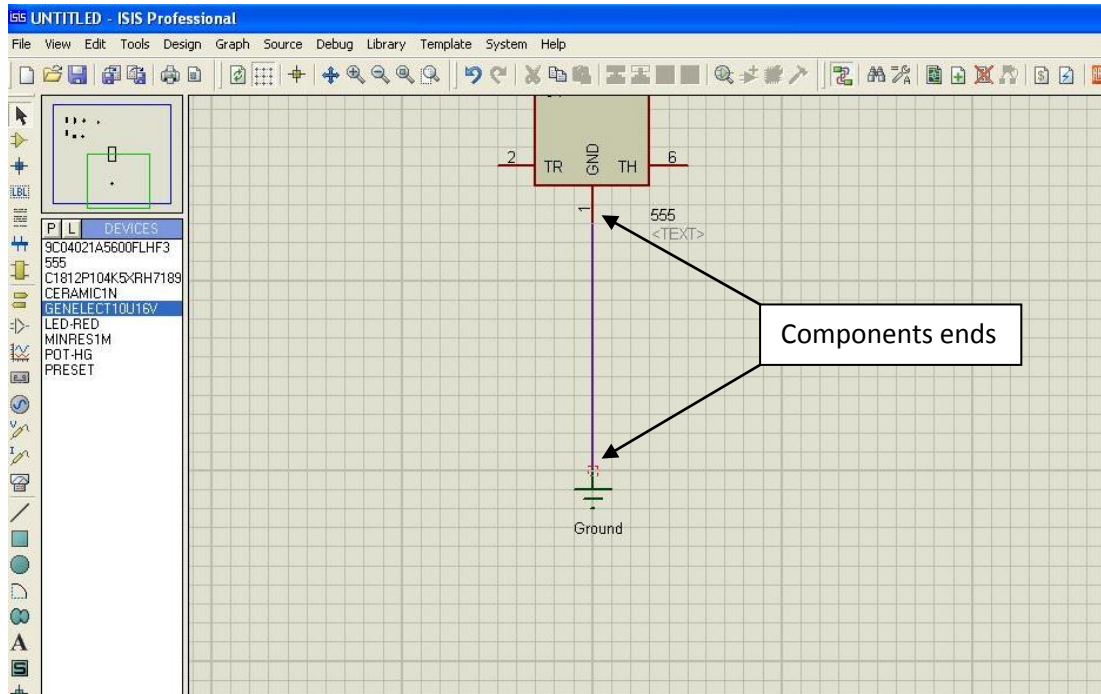 isis UNTITLED - ISIS Professional
File View Edit Tools Design Graph Source Debug Library Template System Help
LBL
P L DEVICES
9C04021A5600FLHF3
555
C1812P104K5XRH7189
CERAMIC1N
GENELECT10U16V
LED-RED
MINRES1M
POT-HG
PRESET
2 TR GND TH 6
1
555
<TEXT>
Components ends
Ground
V
I
A
S